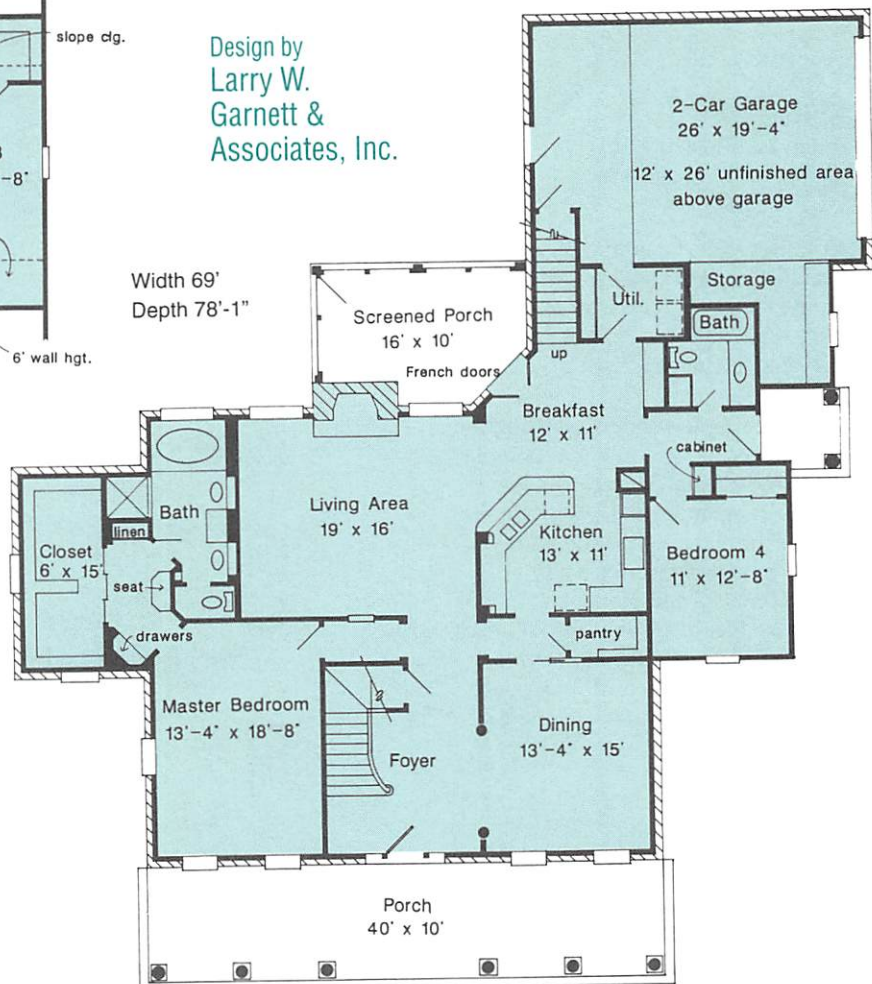 slope clg.
-8"
6' wall hgt.
Design by
Larry W.
Garnett &
Associates, Inc.
Width 69'
Depth 78'-1"
2-Car Garage
26' x 19'-4"
12' x 26' unfinished area
above garage
Storage
Util.
Bath
up
Screened Porch
16' x 10'
French doors
Breakfast
12' x 11'
cabinet
Living Area
19' x 16'
Kitchen
13' x 11'
Bedroom 4
11' x 12'-8"
pantry
Bath
linen
Closet
6' x 15'
seat
drawers
Master Bedroom
13'-4" x 18'-8"
Foyer
Dining
13'-4" x 15'
Porch
40' x 10'